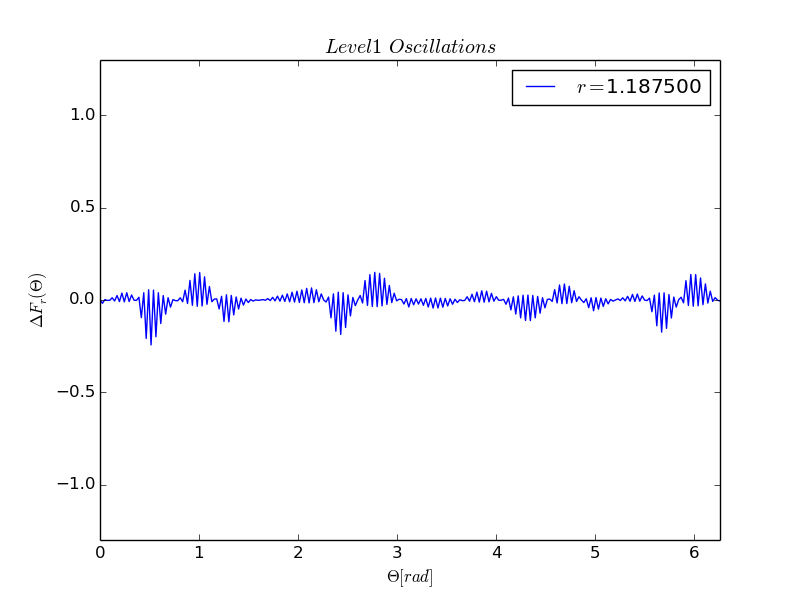 Level1 Oscillations
r=1.187500
1.0
0.5
0.0
−0.5
−1.0
ΔF_r(Θ)
0 1 2 3 4 5 6
Θ[rad]